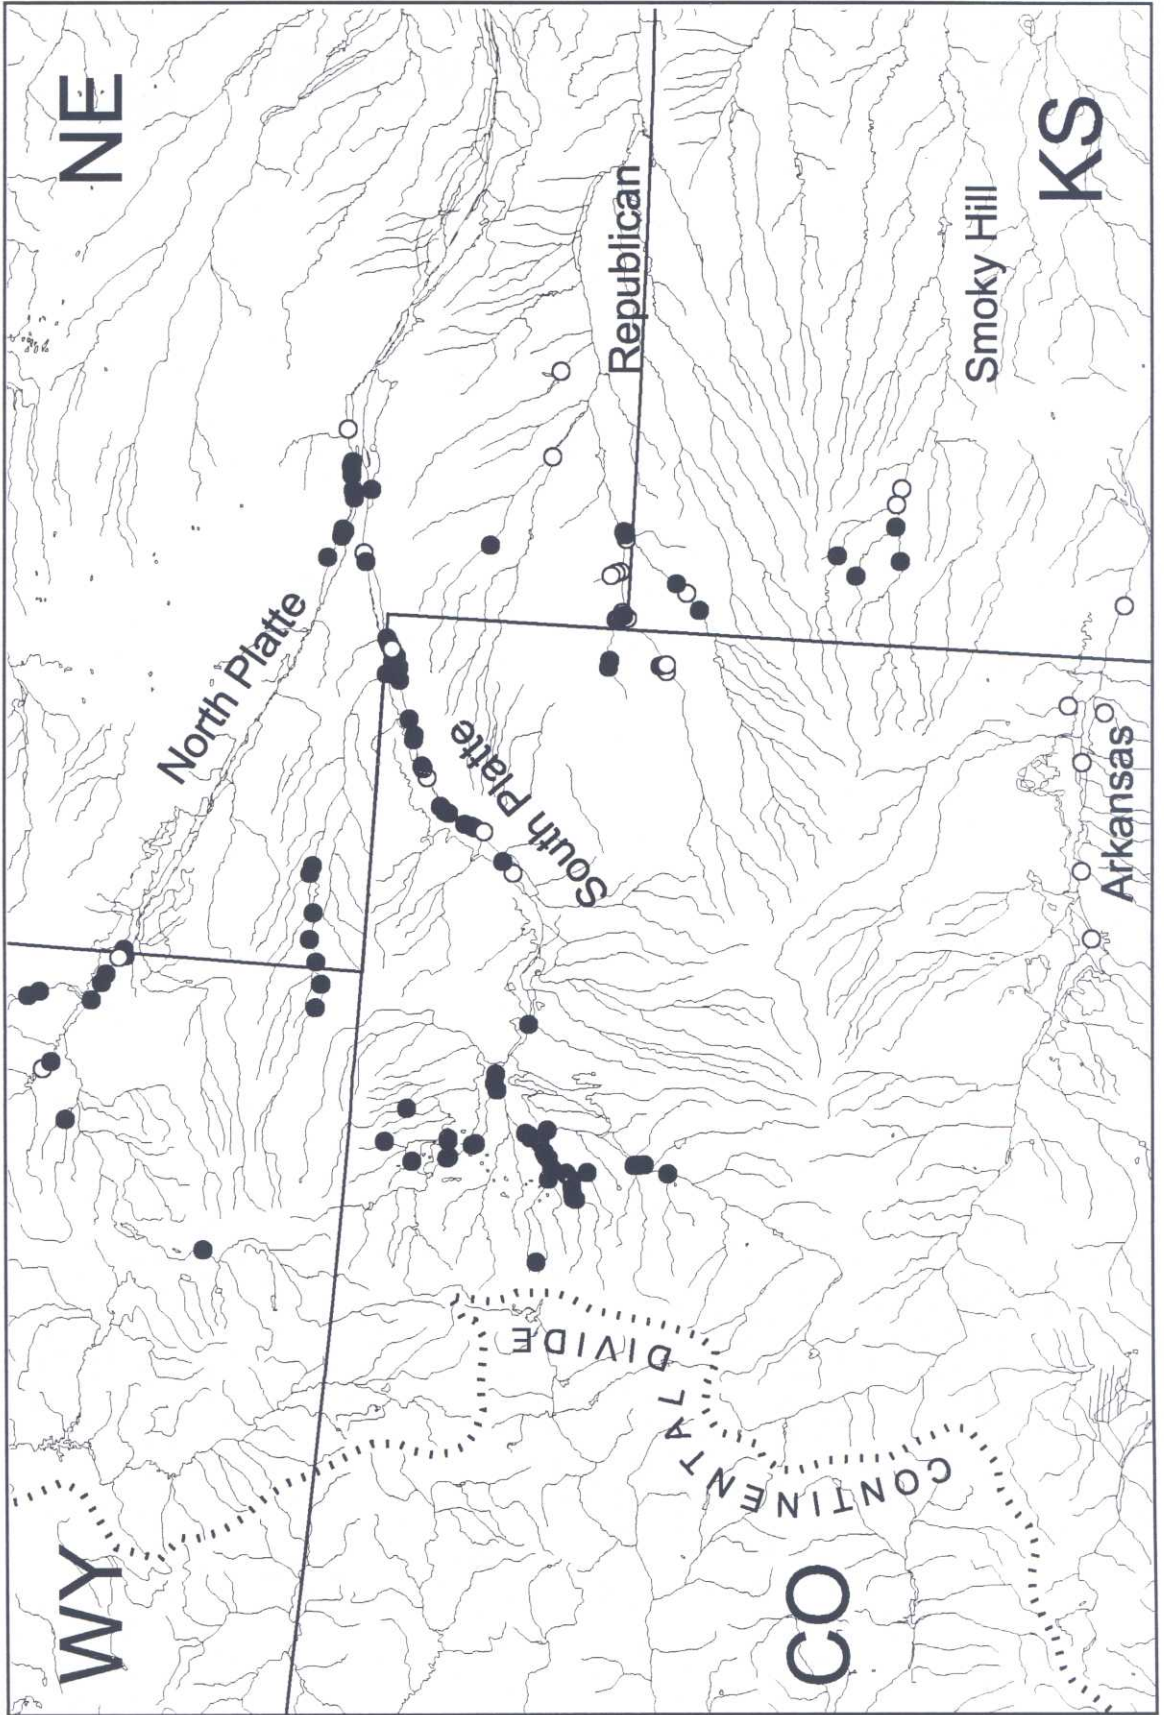 WY
NE
North Platte
South Platte
Republican
DIVIDE
CONTINENTAL
Smoky Hill
Arkansas
CO
KS